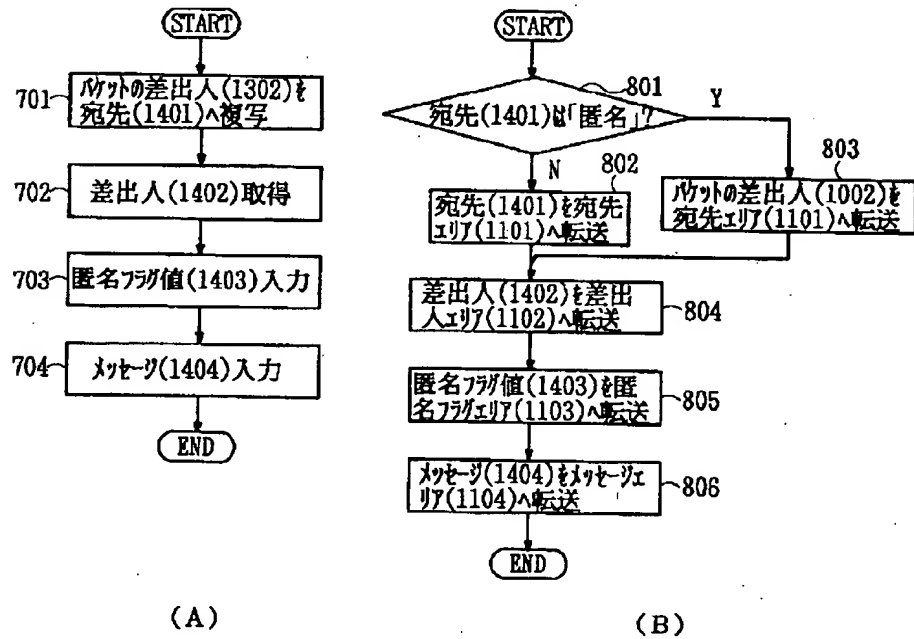 START
701
パケットの差出人(1302)を
宛先(1401)へ複写
702
差出人(1402)取得
703
匿名フラグ値(1403)入力
704
メッセージ(1404)入力
END
(A)
START
801
宛先(1401)は「匿名」?
Y
N
802
宛先(1401)を宛先
エリア(1101)へ転送
803
パケットの差出人(1002)を
宛先エリア(1101)へ転送
差出人(1402)を差出
人エリア(1102)へ転送
804
匿名フラグ値(1403)を匿
名フラグエリア(1103)へ転送
805
メッセージ(1404)をメッセージエ
リア(1104)へ転送
806
END
(B)